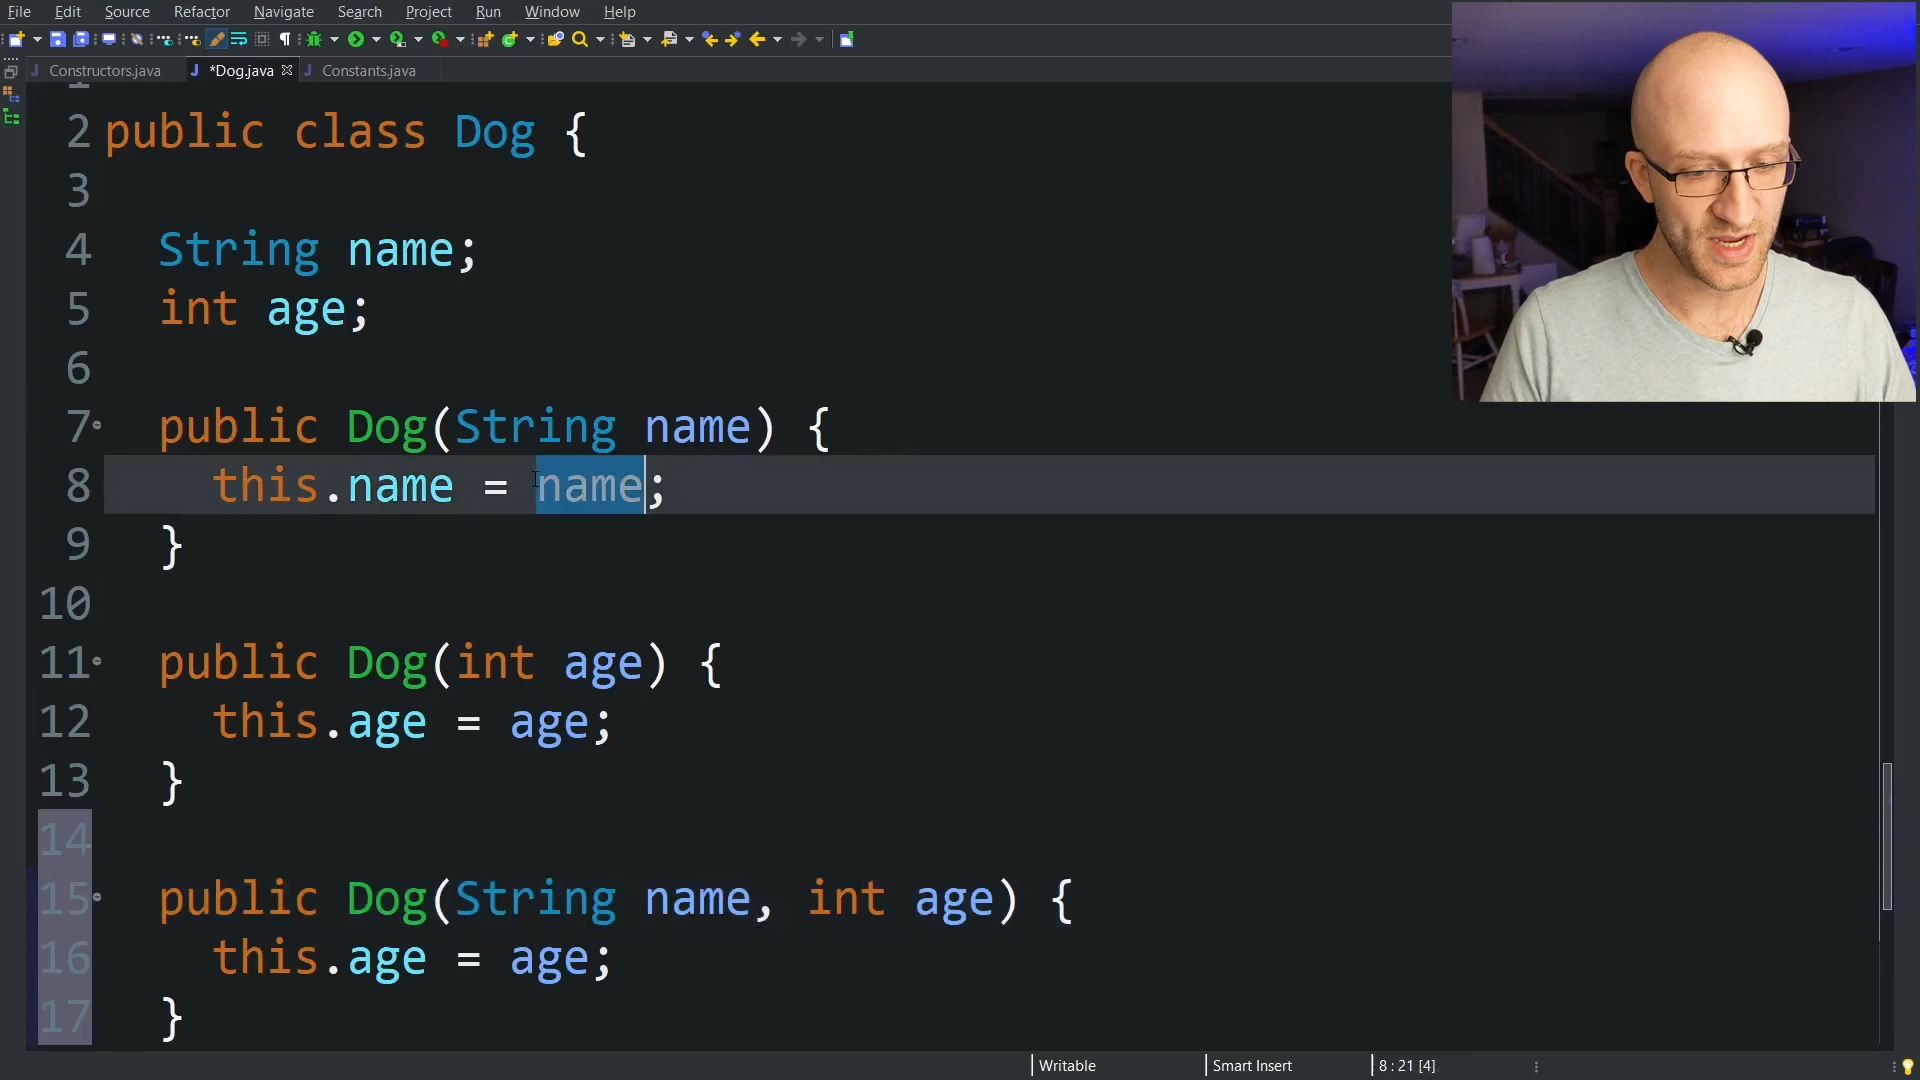 File Edit Source Refactor Navigate Search Project Run Window Help
Constructors.java *Dog.java Constants.java
2 public class Dog {
3
4 String name;
5 int age;
6
7 public Dog(String name) {
8 this.name = name;
9 }
10
11 public Dog(int age) {
12 this.age = age;
13 }
14
15 public Dog(String name, int age) {
16 this.age = age;
17 }
Writable Smart Insert 8 : 21 [4]